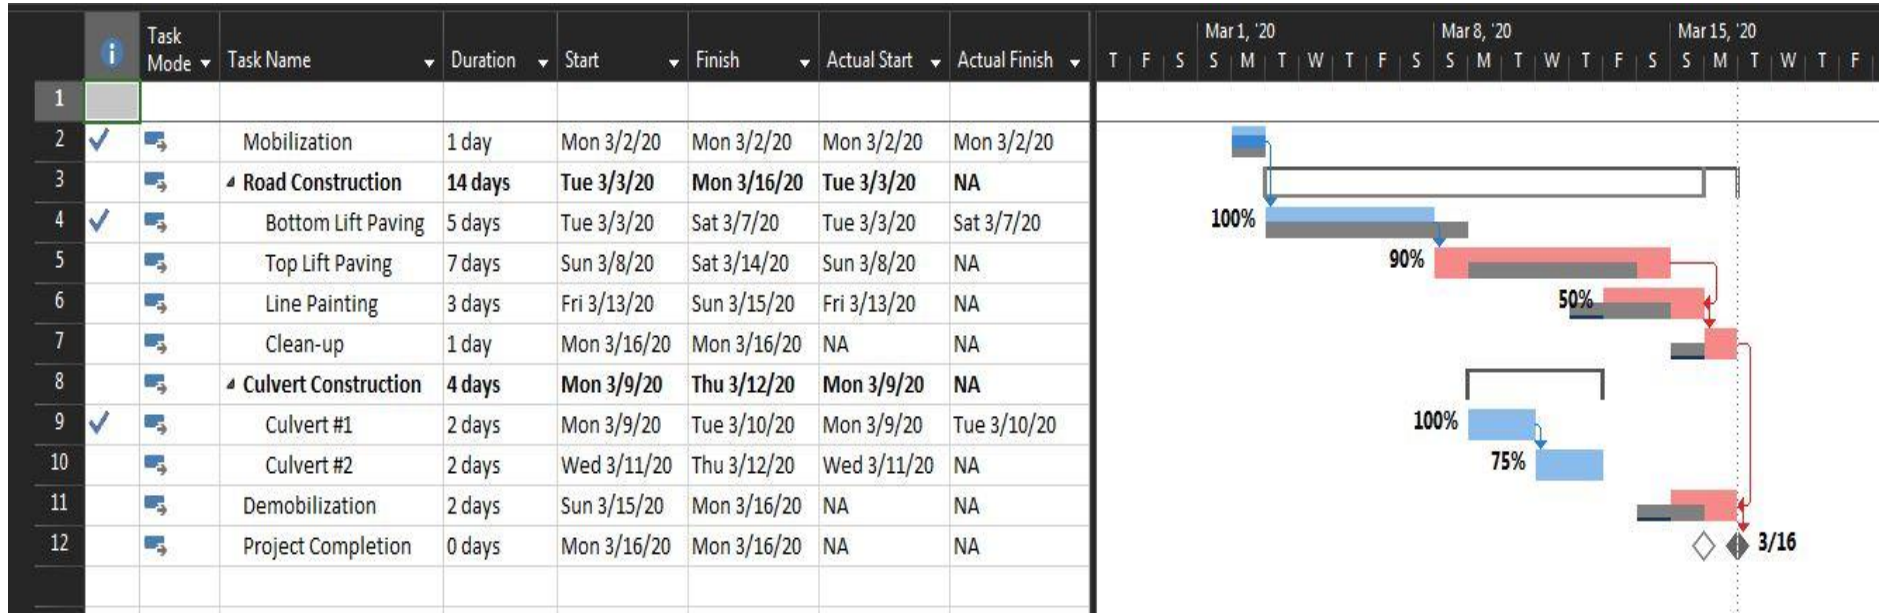 Mar 1, '20 Mar 8, '20 Mar 15, '20
i Task Mode Task Name Duration Start Finish Actual Start Actual Finish T F S S M T W T F S S M T W T F S S M T W T F
1
2 Mobilization 1 day Mon 3/2/20 Mon 3/2/20 Mon 3/2/20 Mon 3/2/20
3 Road Construction 14 days Tue 3/3/20 Mon 3/16/20 Tue 3/3/20 NA
4 Bottom Lift Paving 5 days Tue 3/3/20 Sat 3/7/20 Tue 3/3/20 Sat 3/7/20 100%
5 Top Lift Paving 7 days Sun 3/8/20 Sat 3/14/20 Sun 3/8/20 NA 90%
6 Line Painting 3 days Fri 3/13/20 Sun 3/15/20 Fri 3/13/20 NA 50%
7 Clean-up 1 day Mon 3/16/20 Mon 3/16/20 NA NA
8 Culvert Construction 4 days Mon 3/9/20 Thu 3/12/20 Mon 3/9/20 NA
9 Culvert #1 2 days Mon 3/9/20 Tue 3/10/20 Mon 3/9/20 Tue 3/10/20 100%
10 Culvert #2 2 days Wed 3/11/20 Thu 3/12/20 Wed 3/11/20 NA 75%
11 Demobilization 2 days Sun 3/15/20 Mon 3/16/20 NA NA
12 Project Completion 0 days Mon 3/16/20 Mon 3/16/20 NA NA 3/16